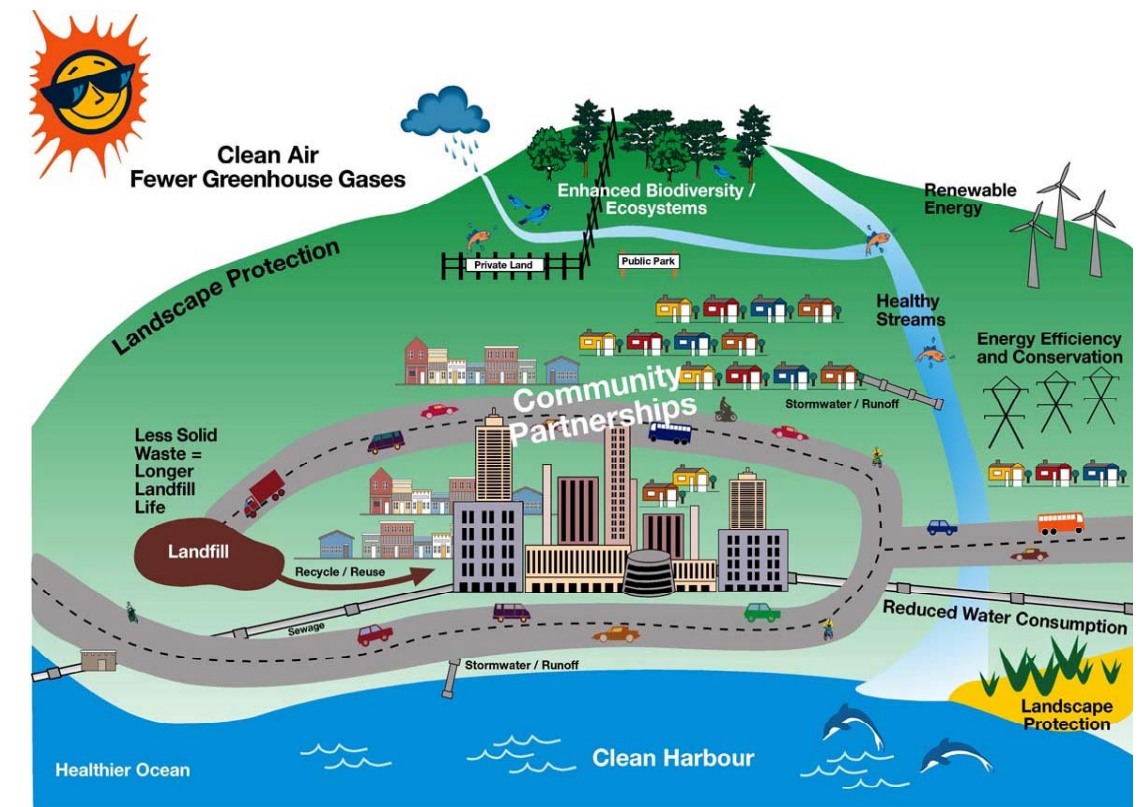 Clean Air
Fewer Greenhouse Gases
Enhanced Biodiversity /
Ecosystems
Renewable
Energy
Landscape Protection
Private Land
Public Park
Healthy
Streams
Energy Efficiency
and Conservation
Community
Partnerships
Stormwater / Runoff
Less Solid
Waste =
Longer
Landfill
Life
Landfill
Recycle / Reuse
Sewage
Reduced Water Consumption
Stormwater / Runoff
Landscape
Protection
Clean Harbour
Healthier Ocean